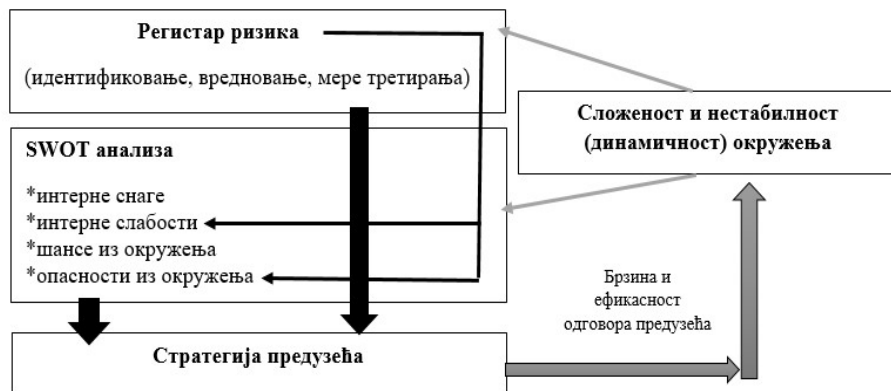 Регистар ризика
(идентификовање, вредновање, мере третирања)
SWOT анализа
*интерне снаге
*интерне слабости
*шансе из окружења
*опасности из окружења
Стратегија предузећа
Сложеност и нестабилност
(динамичност) окружења
Брзина и
ефикасност
одговора предузећа